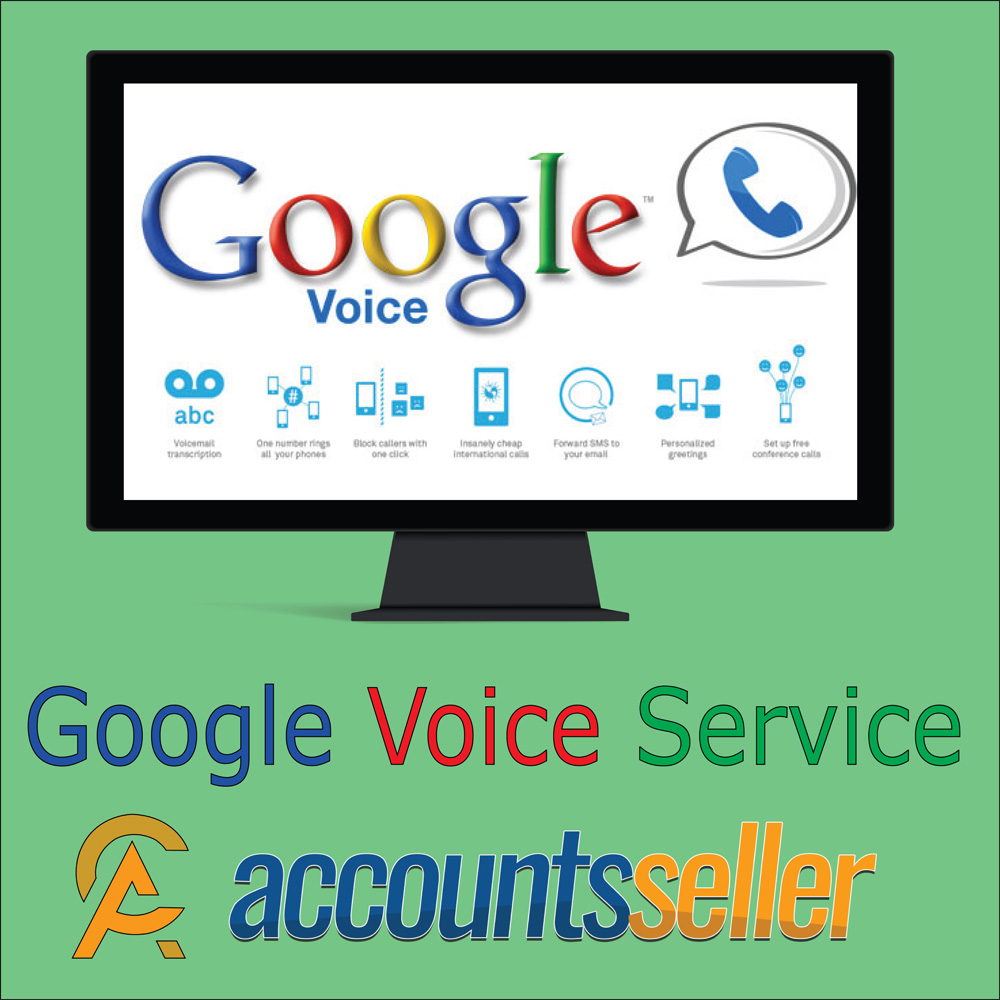 Google™
Voice
#
abc
Voicemail
transcription
One number rings
all your phones
Block callers with
one click
Insanely cheap
international calls
Forward SMS to
your email
Personalized
greetings
Set up free
conference calls
Google Voice Service
accountsseller